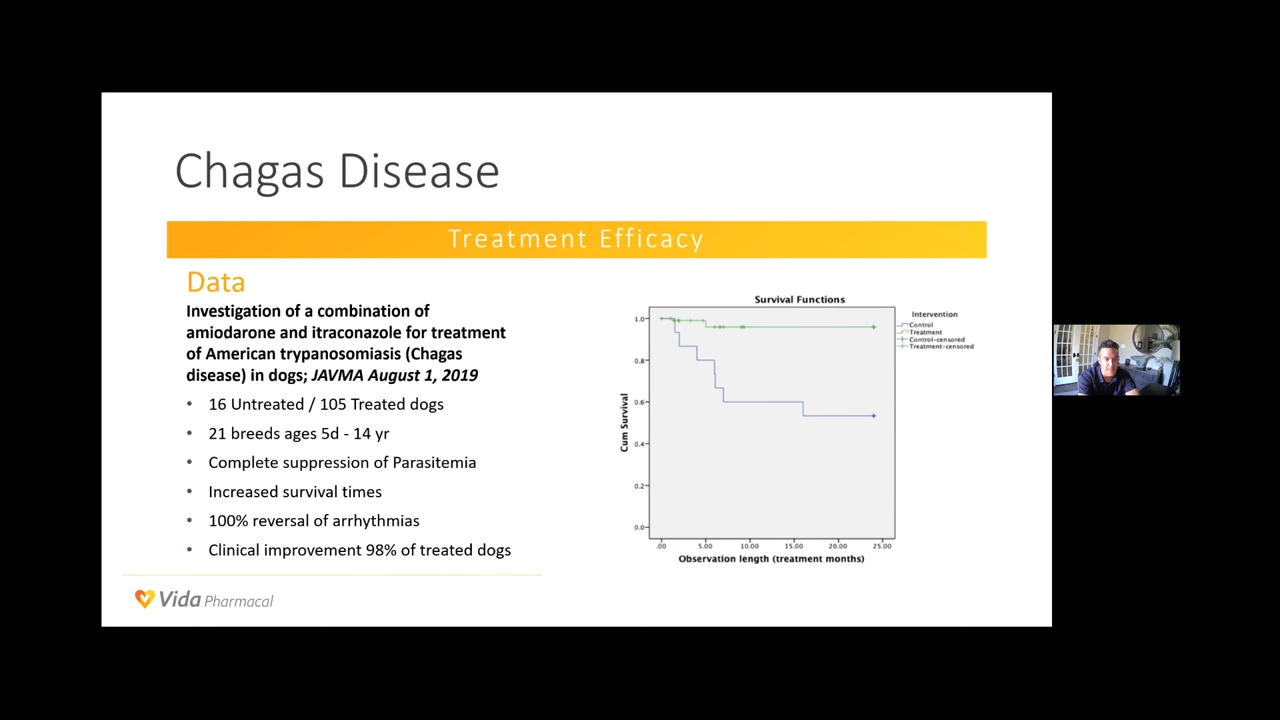 Chagas Disease
Treatment Efficacy
Data
Investigation of a combination of
amiodarone and itraconazole for treatment
of American trypanosomiasis (Chagas
disease) in dogs; JAVMA August 1, 2019
• 16 Untreated / 105 Treated dogs
• 21 breeds ages 5d - 14 yr
• Complete suppression of Parasitemia
• Increased survival times
• 100% reversal of arrhythmias
• Clinical improvement 98% of treated dogs
Vida Pharmacal
Survival Functions
Intervention
Control
Treatment
Control-censored
Treatment-censored
Cum Survival
1.0
0.8
0.6
0.4
0.2
0.0
.00 5.00 10.00 15.00 20.00 25.00
Observation length (treatment months)